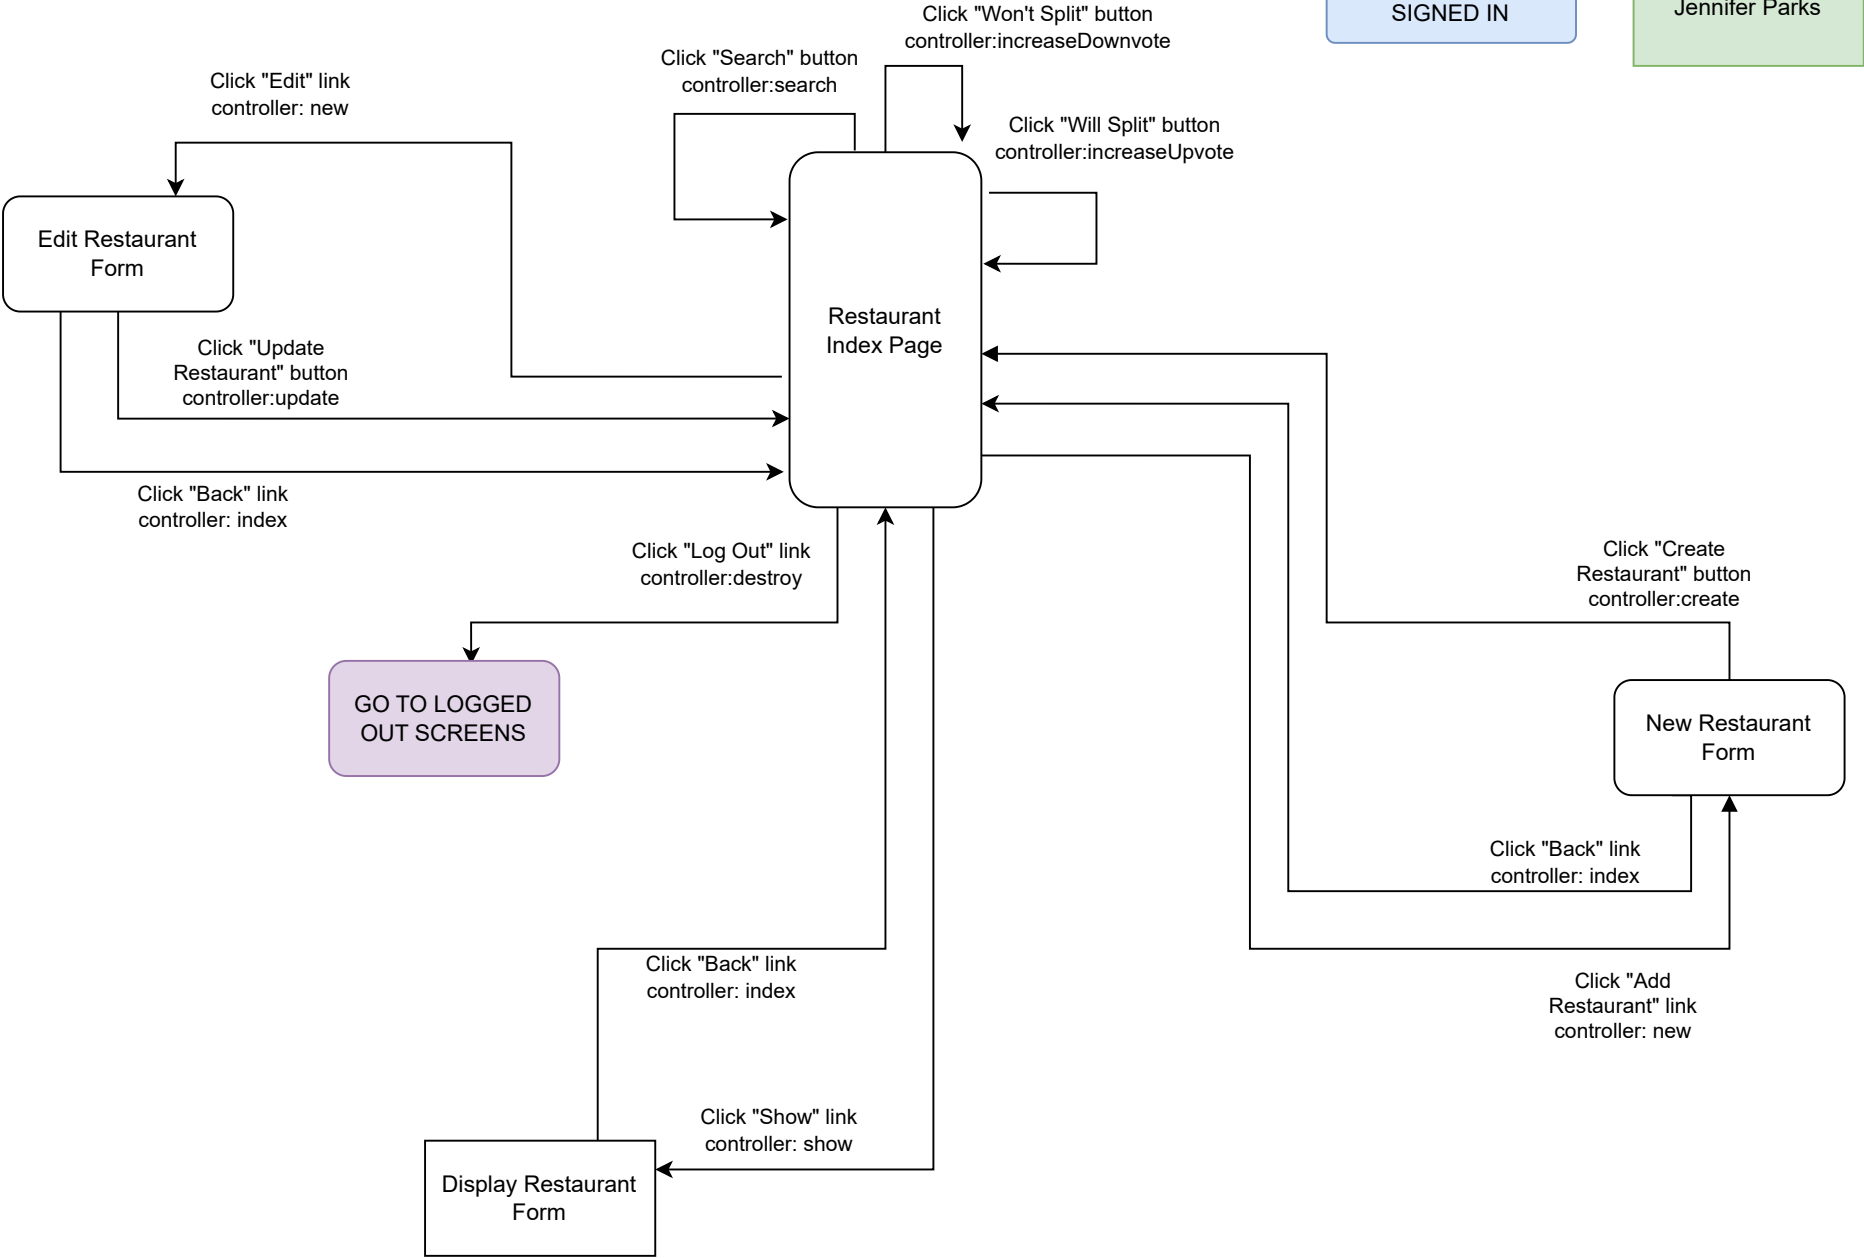 Click "Won't Split" button
controller:increaseDownvote
SIGNED IN
Jennifer Parks
Click "Search" button
controller:search
Click "Edit" link
controller: new
Click "Will Split" button
controller:increaseUpvote
Edit Restaurant
Form
Restaurant
Index Page
Click "Update
Restaurant" button
controller:update
Click "Back" link
controller: index
Click "Log Out" link
controller:destroy
Click "Create
Restaurant" button
controller:create
GO TO LOGGED
OUT SCREENS
New Restaurant
Form
Click "Back" link
controller: index
Click "Back" link
controller: index
Click "Add
Restaurant" link
controller: new
Click "Show" link
controller: show
Display Restaurant
Form